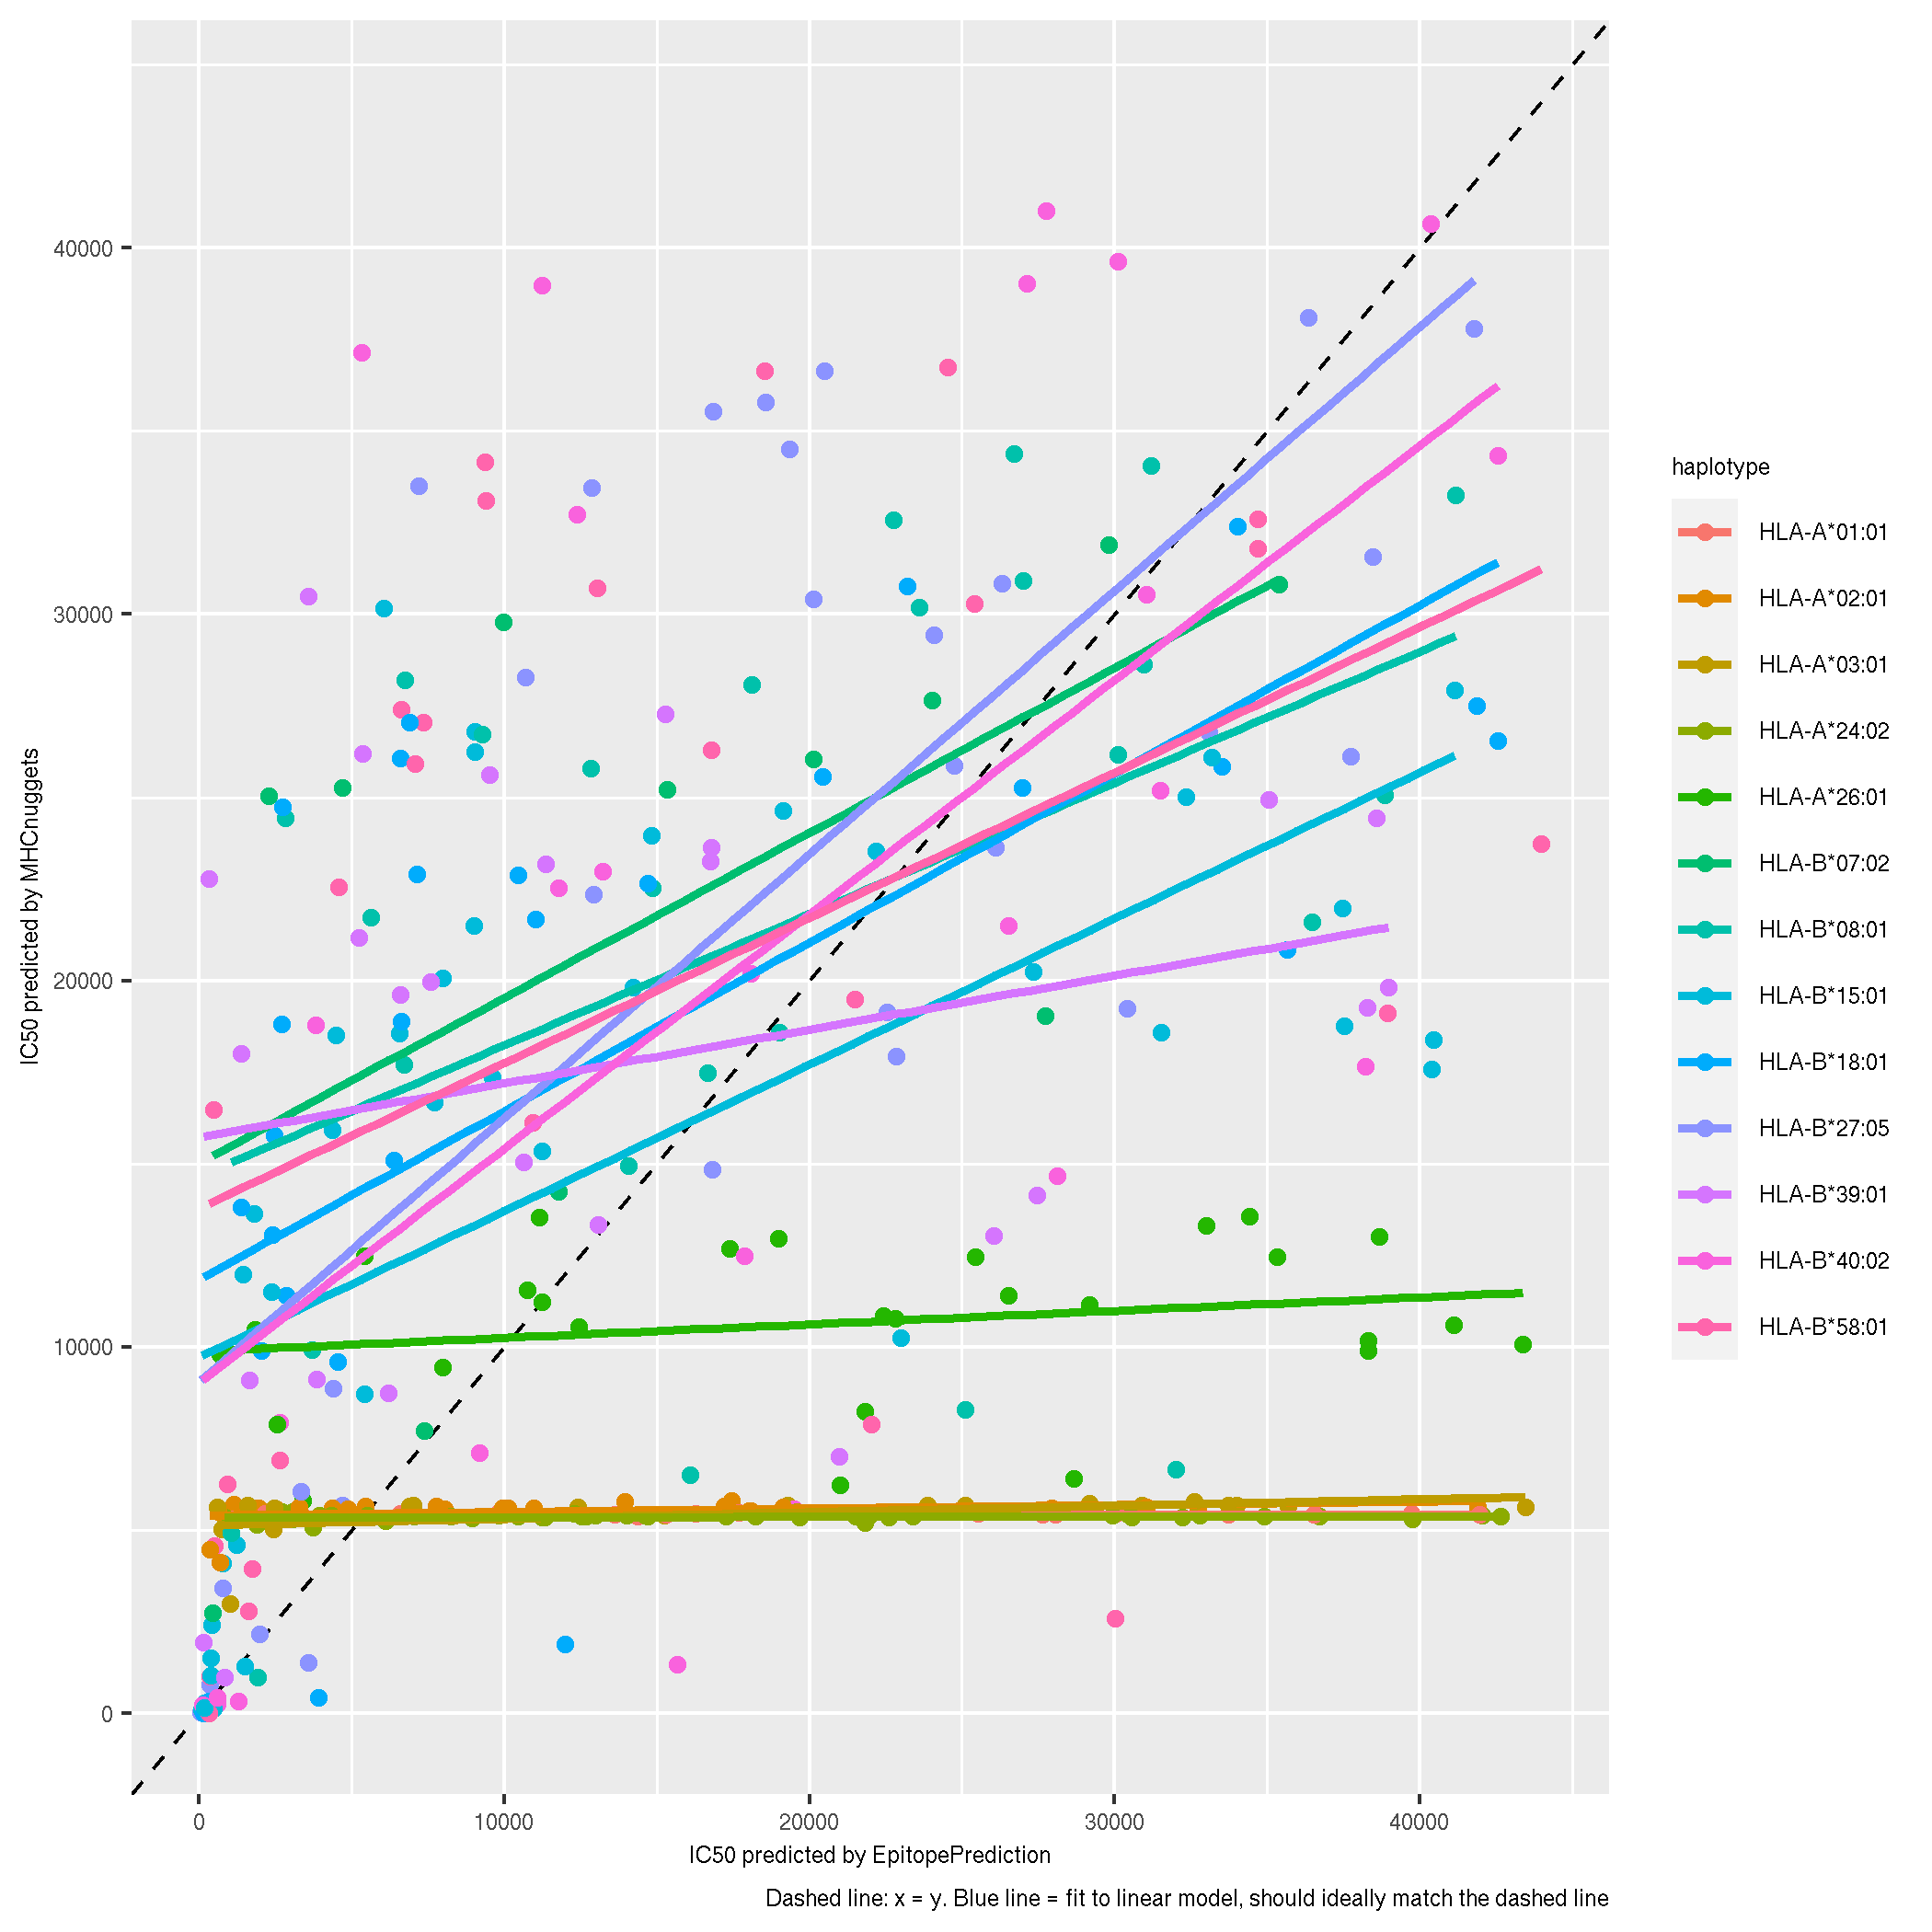 40000
30000
20000
10000
0
IC50 predicted by MHCnuggets
0
10000
20000
30000
40000
IC50 predicted by EpitopePrediction
Dashed line: x = y. Blue line = fit to linear model, should ideally match the dashed line
haplotype
HLA-A*01:01
HLA-A*02:01
HLA-A*03:01
HLA-A*24:02
HLA-A*26:01
HLA-B*07:02
HLA-B*08:01
HLA-B*15:01
HLA-B*18:01
HLA-B*27:05
HLA-B*39:01
HLA-B*40:02
HLA-B*58:01